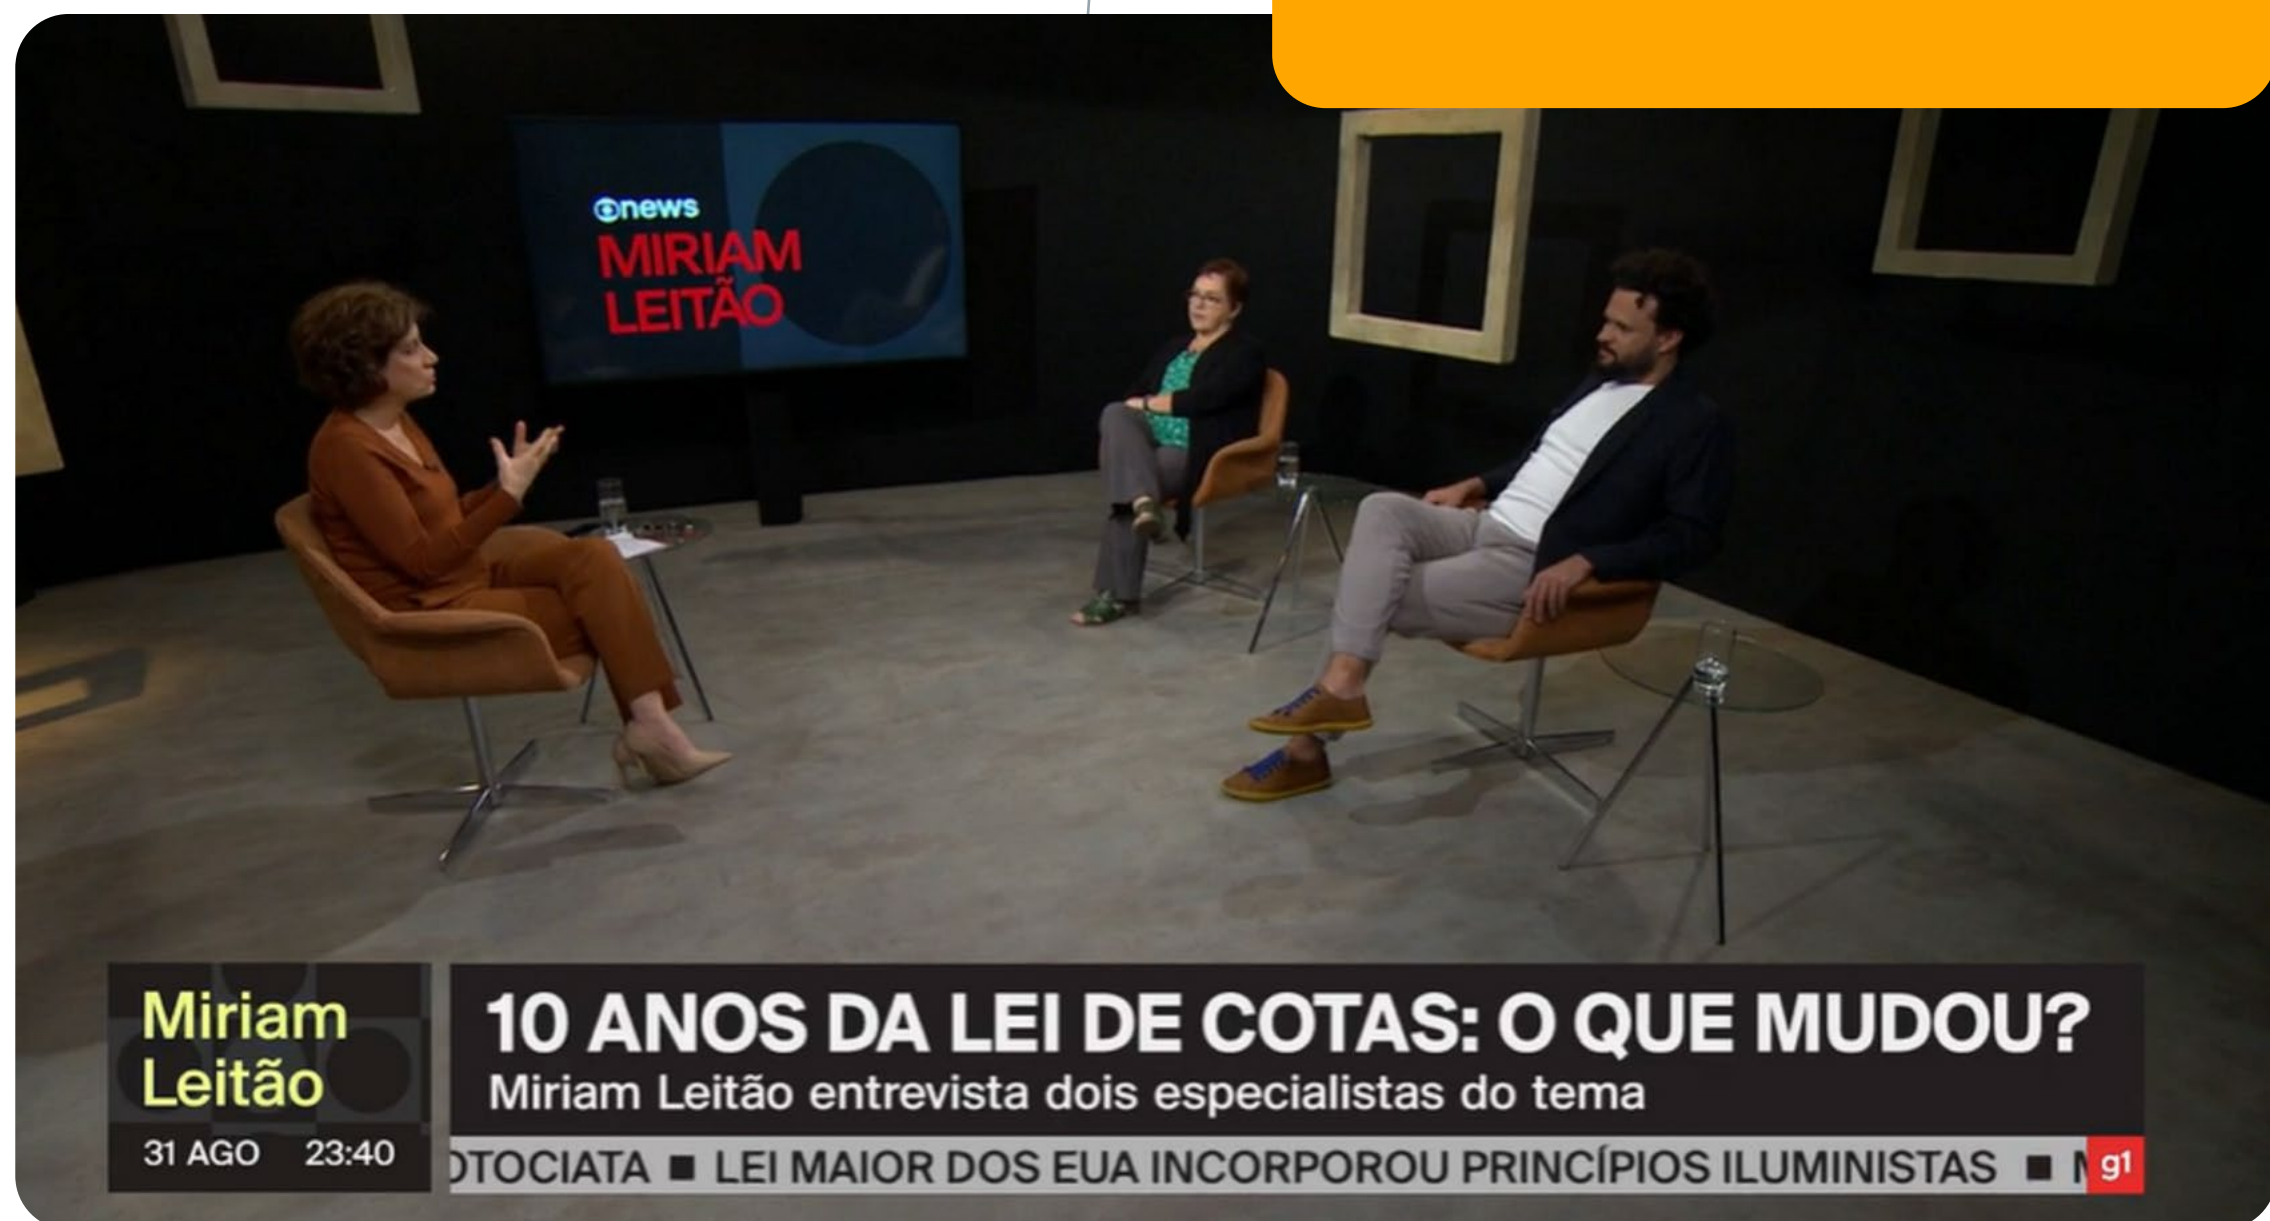 news
MIRIAM
LEITÃO
Miriam
Leitão
31 AGO 23:40
10 ANOS DA LEI DE COTAS: O QUE MUDOU?
Miriam Leitão entrevista dois especialistas do tema
OTOCIATA ■ LEI MAIOR DOS EUA INCORPOROU PRINCÍPIOS ILUMINISTAS ■
g1